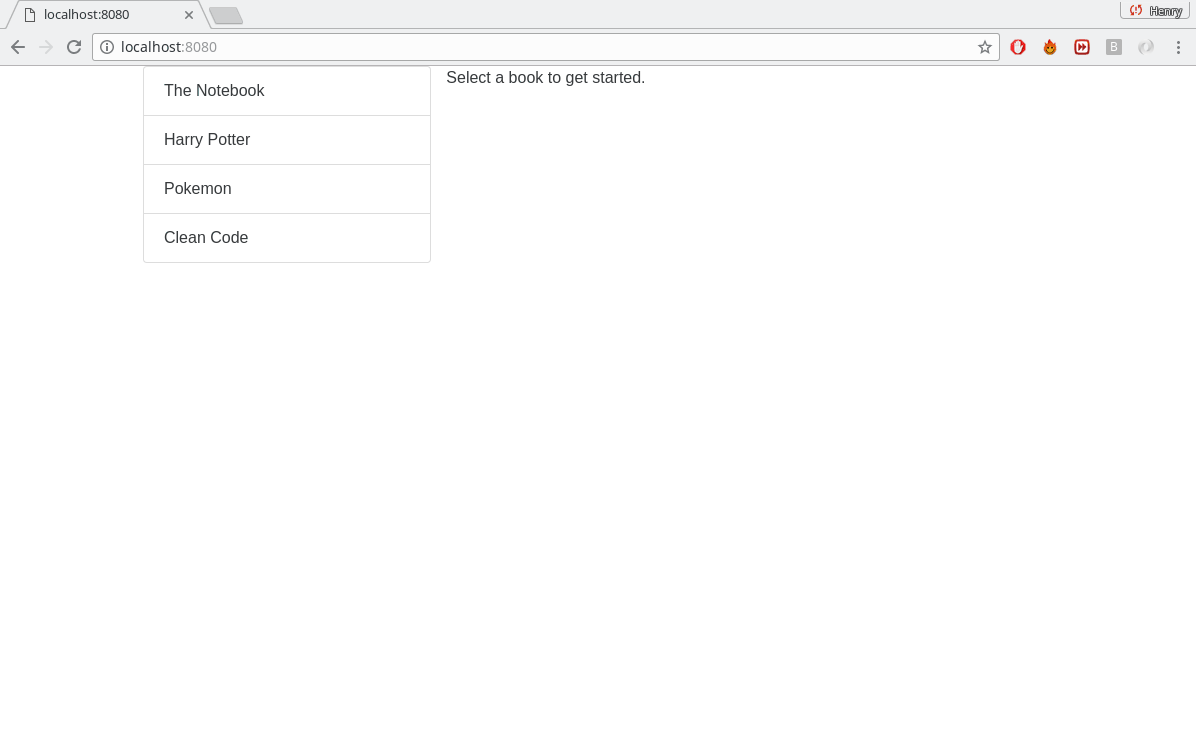 localhost:8080
Henry
localhost:8080
B
The Notebook
Select a book to get started.
Harry Potter
Pokemon
Clean Code